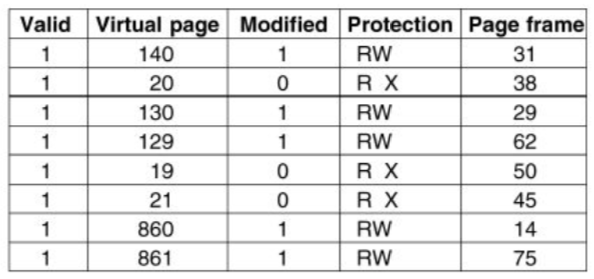 Valid Virtual page Modified Protection Page frame
1 140 1 RW 31
1 20 0 R X 38
1 130 1 RW 29
1 129 1 RW 62
1 19 0 R X 50
1 21 0 R X 45
1 860 1 RW 14
1 861 1 RW 75